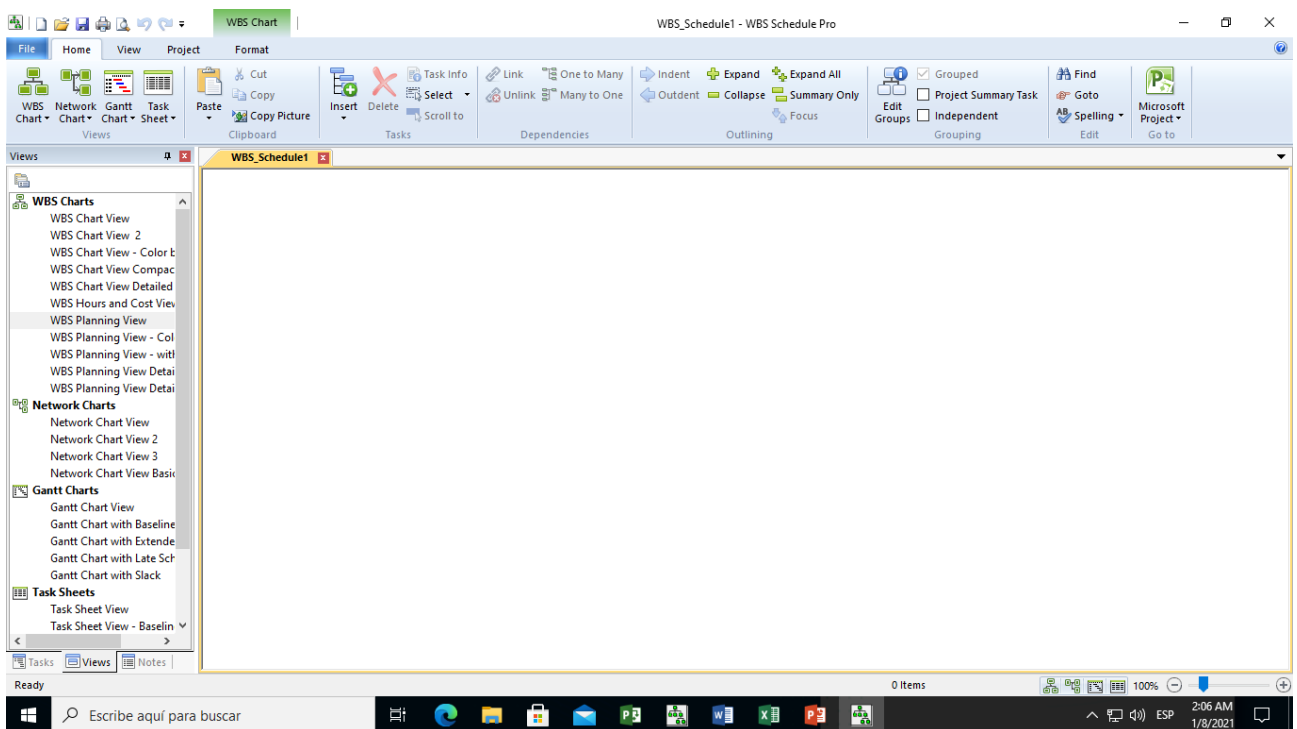 WBS Chart
WBS_Schedule1 - WBS Schedule Pro
File Home View Project Format
WBS Chart
Network Chart
Gantt Chart
Task Sheet
Views
Paste
Cut
Copy
Copy Picture
Clipboard
Insert
Delete
Task Info
Select
Scroll to
Tasks
Link
Unlink
One to Many
Many to One
Dependencies
Indent
Outdent
Expand
Collapse
Expand All
Summary Only
Focus
Outlining
Edit Groups
Grouped
Project Summary Task
Independent
Grouping
Find
Goto
Spelling
Edit
Microsoft Project
Go to
Views
WBS_Schedule1
WBS Charts
WBS Chart View
WBS Chart View 2
WBS Chart View - Color b
WBS Chart View Compac
WBS Chart View Detailed
WBS Hours and Cost View
WBS Planning View
WBS Planning View - Col
WBS Planning View - with
WBS Planning View Detai
WBS Planning View Detai
Network Charts
Network Chart View
Network Chart View 2
Network Chart View 3
Network Chart View Basic
Gantt Charts
Gantt Chart View
Gantt Chart with Baseline
Gantt Chart with Extende
Gantt Chart with Late Sch
Gantt Chart with Slack
Task Sheets
Task Sheet View
Task Sheet View - Baselin
Tasks Views Notes
Ready
0 Items
100%
Escribe aquí para buscar
ESP
2:06 AM
1/8/2021